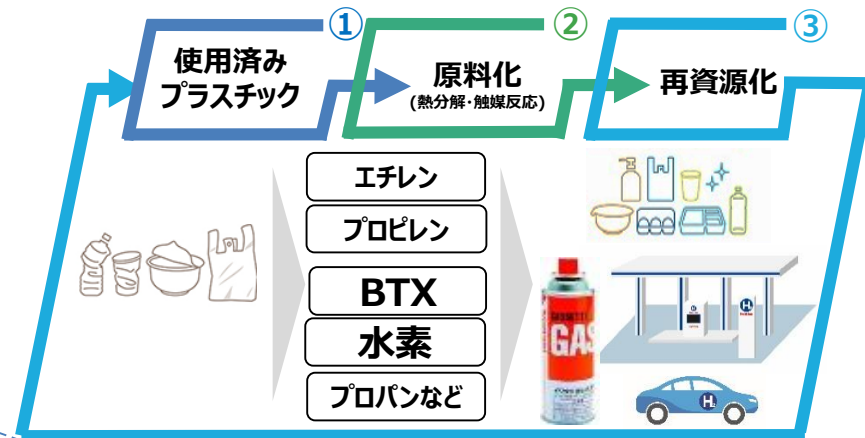 ①
使用済み
プラスチック
②
原料化
(熱分解・触媒反応)
③
再資源化
エチレン
プロピレン
BTX
水素
プロパンなど
GAS
H
H
H